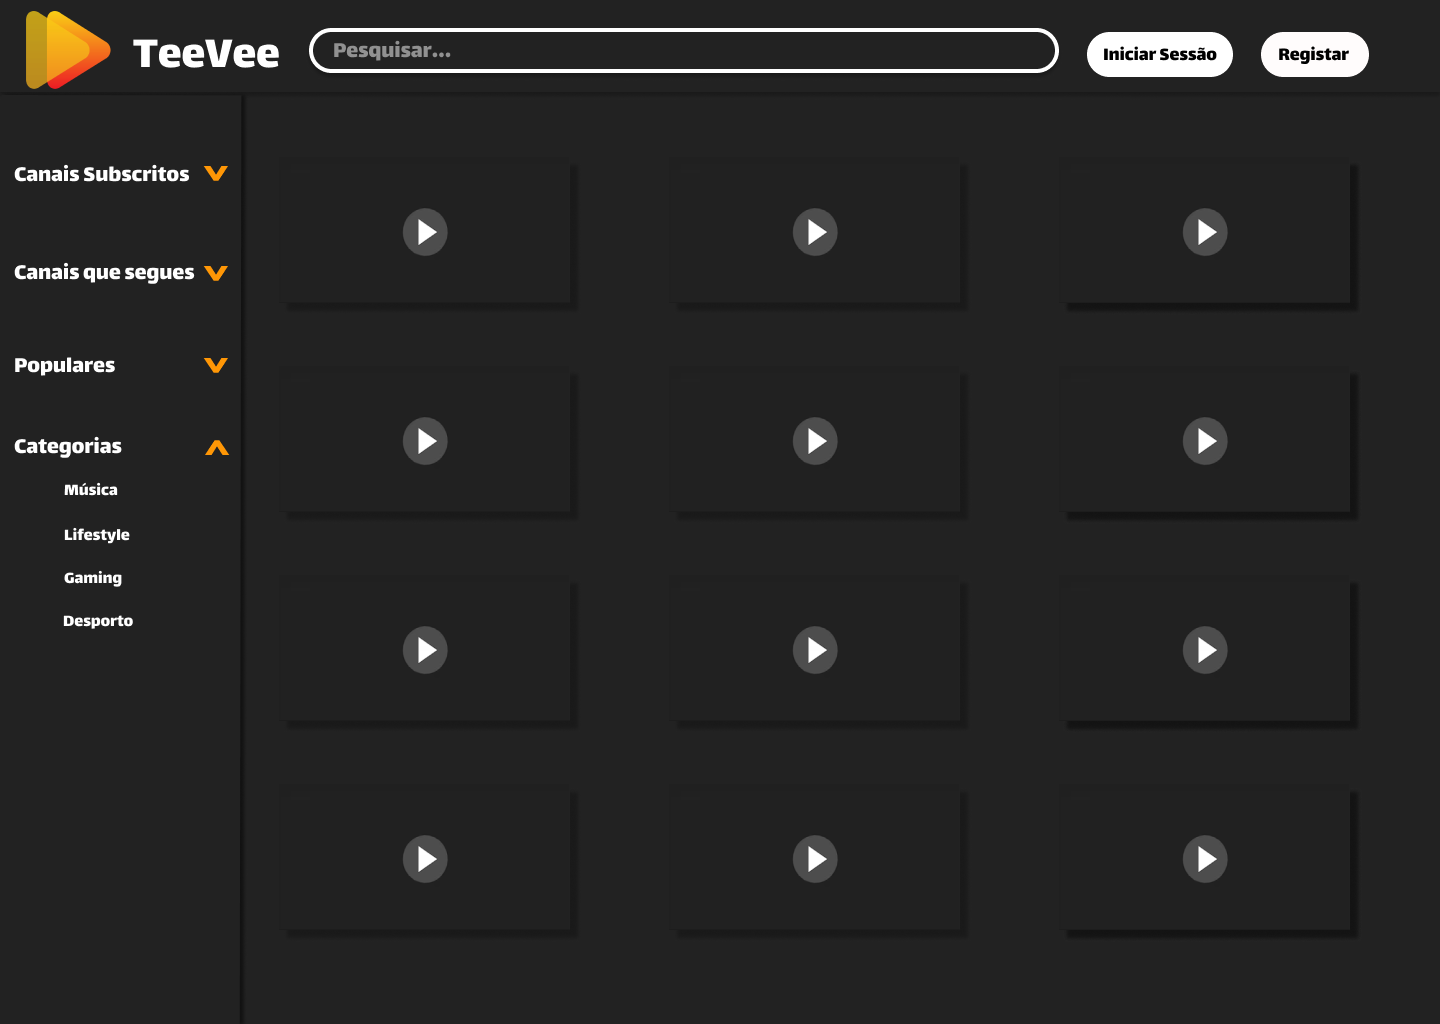 TeeVee
Pesquisar...
Iniciar Sessão
Registar
Canais Subscritos
Canais que segues
Populares
Categorias
Música
Lifestyle
Gaming
Desporto